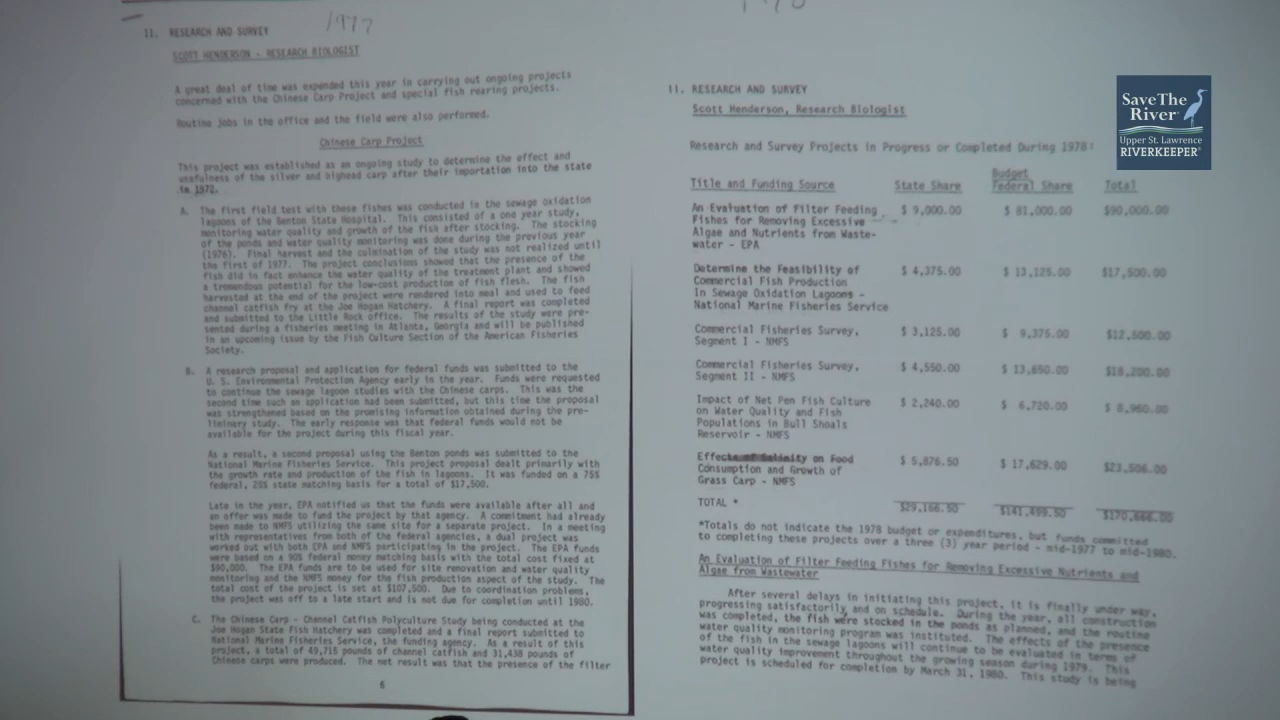 1977
11. RESEARCH AND SURVEY
SCOTT HENDERSON - RESEARCH BIOLOGIST
A great deal of time was expended this year in carrying out ongoing projects
concerned with the Chinese Carp Project and special fish rearing projects.
Routine jobs in the office and the field were also performed.
Chinese Carp Project
This project was established as an ongoing study to determine the effect and
usefulness of the silver and bighead carp after their importation into the state
in 1972.
A. The first field test with these fishes was conducted in the sewage oxidation
lagoons of the Benton State Hospital. This consisted of a one year study,
monitoring water quality and growth of the fish after stocking. The stocking
of the ponds and water quality monitoring was done during the previous year
(1976). Final harvest and the culmination of the study was not realized until
the first of 1977. The project conclusions showed that the presence of the
fish did in fact enhance the water quality of the treatment plant and showed
a tremendous potential for the low-cost production of fish flesh. The fish
harvested at the end of the project were rendered into meal and used to feed
channel catfish fry at the Joe Hogan Hatchery. A final report was completed
and submitted to the Little Rock office. The results of the study were pre-
sented during a fisheries meeting in Atlanta, Georgia and will be published
in an upcoming issue by the Fish Culture Section of the American Fisheries
Society.
B. A research proposal and application for federal funds was submitted to the
U. S. Environmental Protection Agency early in the year. Funds were requested
to continue the sewage lagoon studies with the Chinese carps. This was the
second time such an application had been submitted, but this time the proposal
was strengthened based on the promising information obtained during the pre-
liminary study. The early response was that federal funds would not be
available for the project during this fiscal year.
As a result, a second proposal using the Benton ponds was submitted to the
National Marine Fisheries Service. This project proposal dealt primarily with
the growth rate and production of the fish in lagoons. It was funded on a 75%
federal, 25% state matching basis for a total of $17,500.
Late in the year, EPA notified us that the funds were available after all and
an offer was made to fund the project by that agency. A commitment had already
been made to NMFS utilizing the same site for a separate project. In a meeting
with representatives from both of the federal agencies, a dual project was
worked out with both EPA and NMFS participating in the project. The EPA funds
were based on a 90% federal money matching basis with the total cost fixed at
$90,000. The EPA funds are to be used for site renovation and water quality
monitoring and the NMFS money for the fish production aspect of the study. The
total cost of the project is set at $107,500. Due to coordination problems,
the project was off to a late start and is not due for completion until 1980.
C. The Chinese Carp - Channel Catfish Polyculture Study being conducted at the
Joe Hogan State Fish Hatchery was completed and a final report submitted to
National Marine Fisheries Service, the funding agency. As a result of this
project, a total of 49,715 pounds of channel catfish and 31,438 pounds of
Chinese carps were produced. The net result was that the presence of the filter
6
11. RESEARCH AND SURVEY
Scott Henderson, Research Biologist
Research and Survey Projects in Progress or Completed During 1978:
Budget
Title and Funding Source State Share Federal Share Total
An Evaluation of Filter Feeding $ 9,000.00 $ 81,000.00 $90,000.00
Fishes for Removing Excessive
Algae and Nutrients from Waste-
water - EPA
Determine the Feasibility of $ 4,375.00 $ 13,125.00 $17,500.00
Commercial Fish Production
In Sewage Oxidation Lagoons -
National Marine Fisheries Service
Commercial Fisheries Survey, $ 3,125.00 $ 9,375.00 $12,500.00
Segment I - NMFS
Commercial Fisheries Survey, $ 4,550.00 $ 13,650.00 $18,200.00
Segment II - NMFS
Impact of Net Pen Fish Culture $ 2,240.00 $ 6,720.00 $ 8,960.00
on Water Quality and Fish
Populations in Bull Shoals
Reservoir - NMFS
Effects of Salinity on Food $ 5,876.50 $ 17,629.00 $23,506.00
Consumption and Growth of
Grass Carp - NMFS
TOTAL * $29,166.50 $141,499.50 $170,666.00
*Totals do not indicate the 1978 budget or expenditures, but funds committed
to completing these projects over a three (3) year period - mid-1977 to mid-1980.
An Evaluation of Filter Feeding Fishes for Removing Excessive Nutrients and
Algae from Wastewater
After several delays in initiating this project, it is finally under way,
progressing satisfactorily, and on schedule. During the year, all construction
was completed, the fish were stocked in the ponds as planned, and the routine
water quality monitoring program was instituted. The effects of the presence
of the fish in the sewage lagoons will continue to be evaluated in terms of
water quality improvement throughout the growing season during 1979. This
project is scheduled for completion by March 31, 1980. This study is being
Save The
River
Upper St. Lawrence
RIVERKEEPER